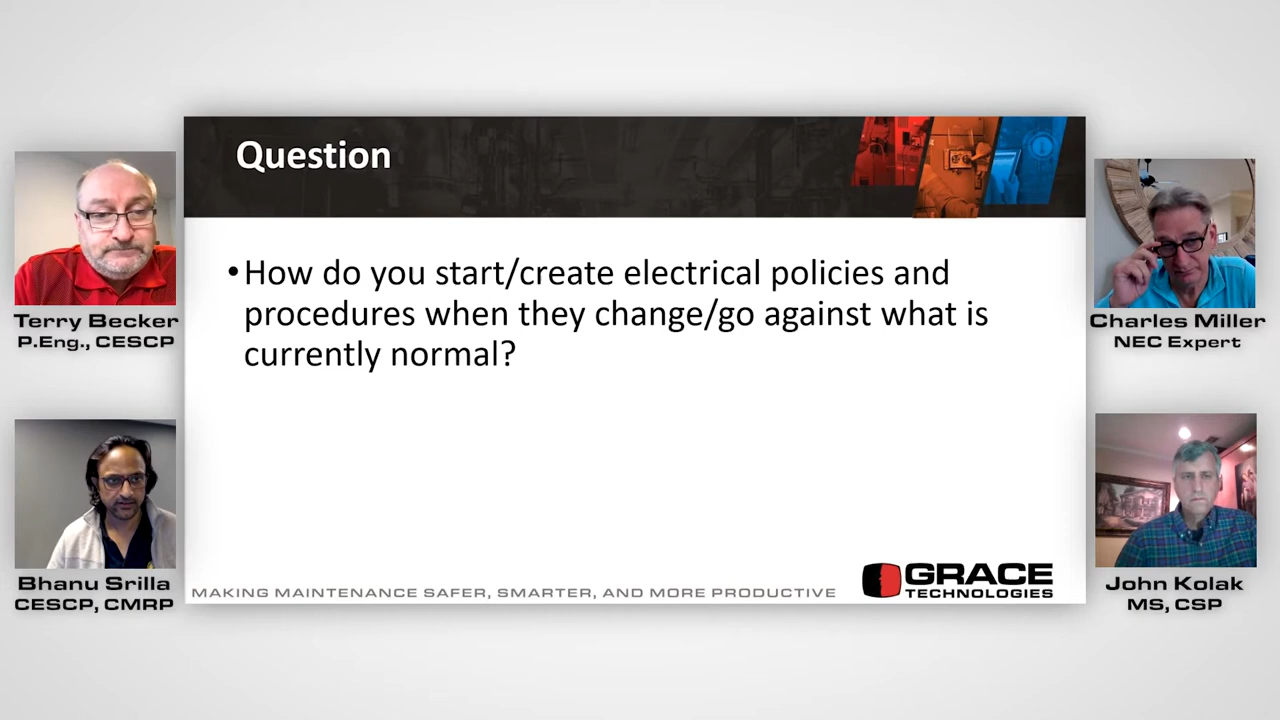 Question
•How do you start/create electrical policies and
procedures when they change/go against what is
currently normal?
Terry Becker
P.Eng., CESCP
Charles Miller
NEC Expert
Bhanu Srilla
CESCP, CMRP
John Kolak
MS, CSP
MAKING MAINTENANCE SAFER, SMARTER, AND MORE PRODUCTIVE
GRACE
TECHNOLOGIES